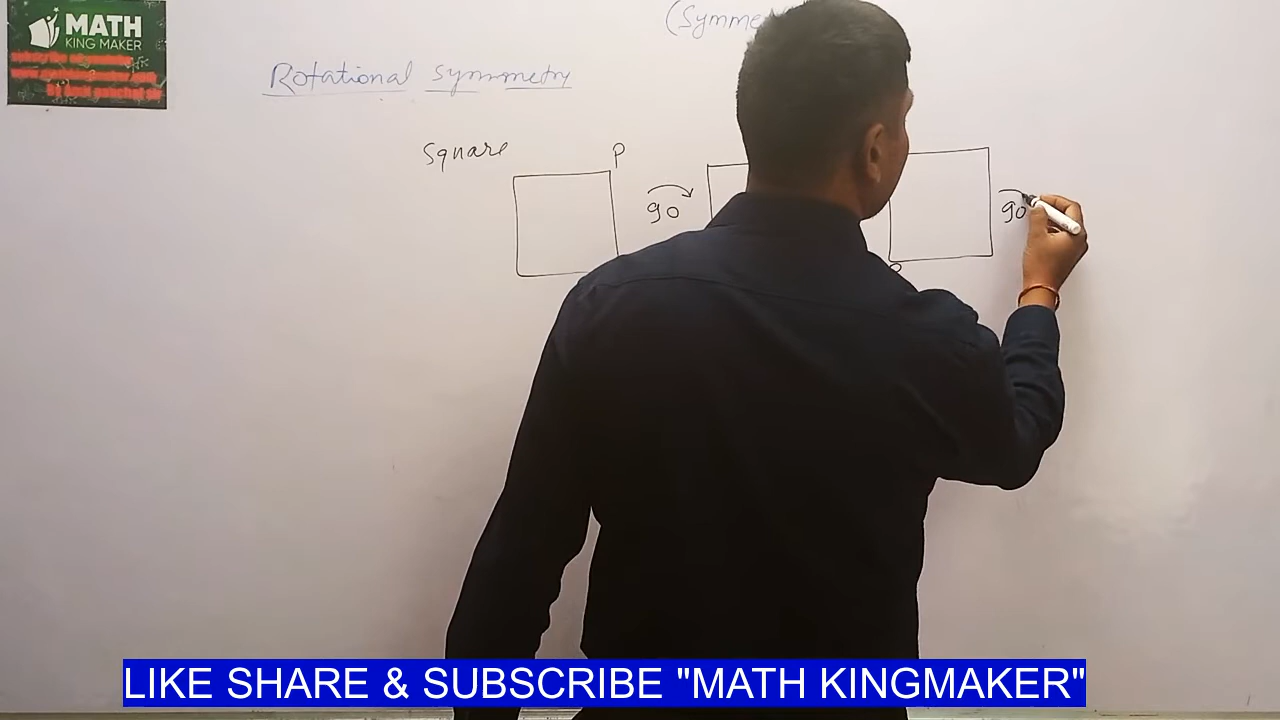 MATH
KING MAKER
(Symme
Rotational symmetry
Square
P
90
90
P
LIKE SHARE & SUBSCRIBE "MATH KINGMAKER"